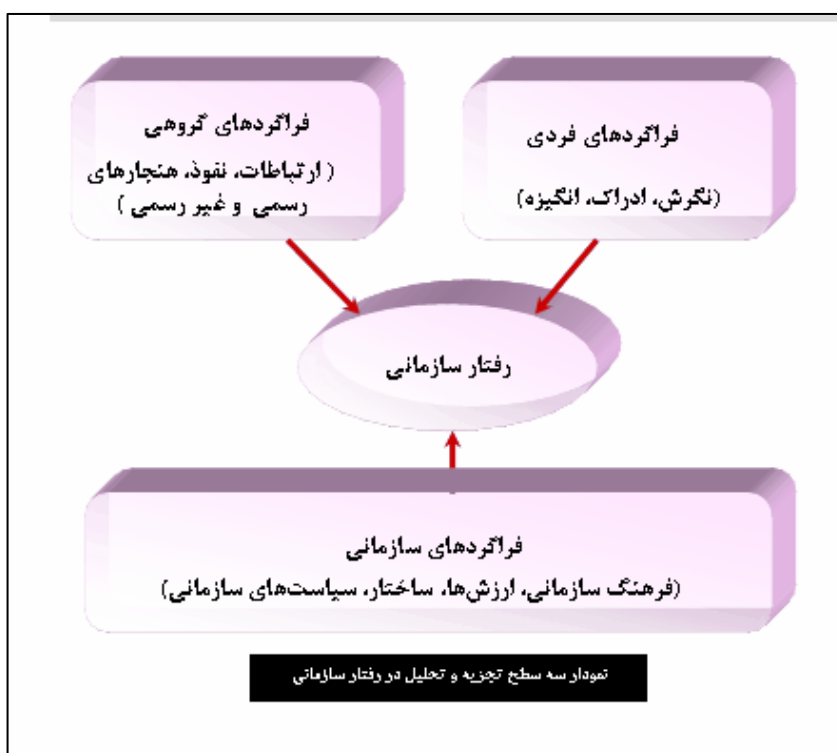 فراگردهای فردی
(نگرش، ادراک، انگیزه)
فراگردهای گروهی
( ارتباطات، نفوذ، هنجارهای
رسمی و غیر رسمی )
رفتار سازمانی
فراگردهای سازمانی
(فرهنگ سازمانی، ارزش‌ها، ساختار، سیاست‌های سازمانی)
نمودار سه سطح تجزیه و تحلیل در رفتار سازمانی